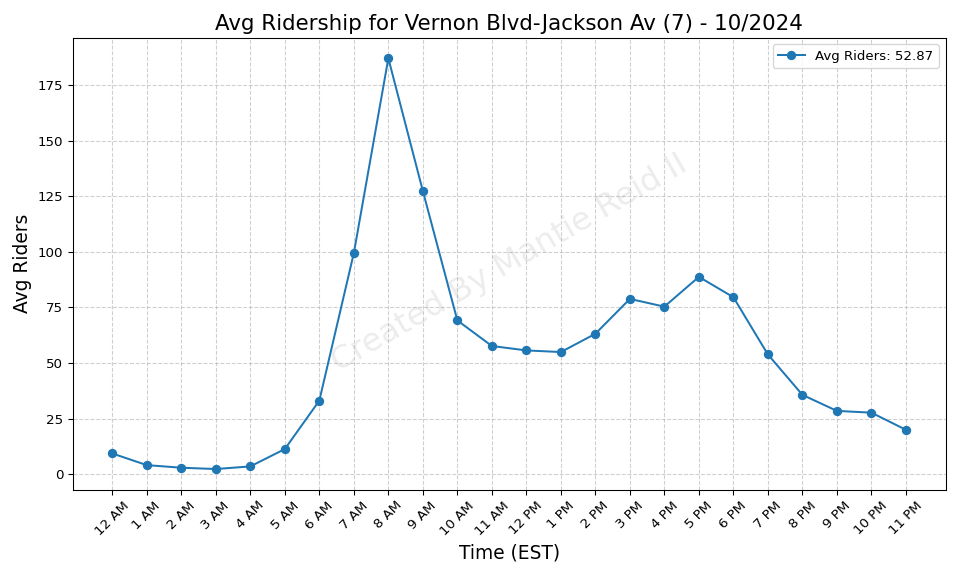 Avg Ridership for Vernon Blvd-Jackson Av (7) - 10/2024
Avg Riders: 52.87
Avg Riders
175
150
125
100
75
50
25
0
Created By Mantie Reid II
12 AM
1 AM
2 AM
3 AM
4 AM
5 AM
6 AM
7 AM
8 AM
9 AM
10 AM
11 AM
12 PM
1 PM
2 PM
3 PM
4 PM
5 PM
6 PM
7 PM
8 PM
9 PM
10 PM
11 PM
Time (EST)